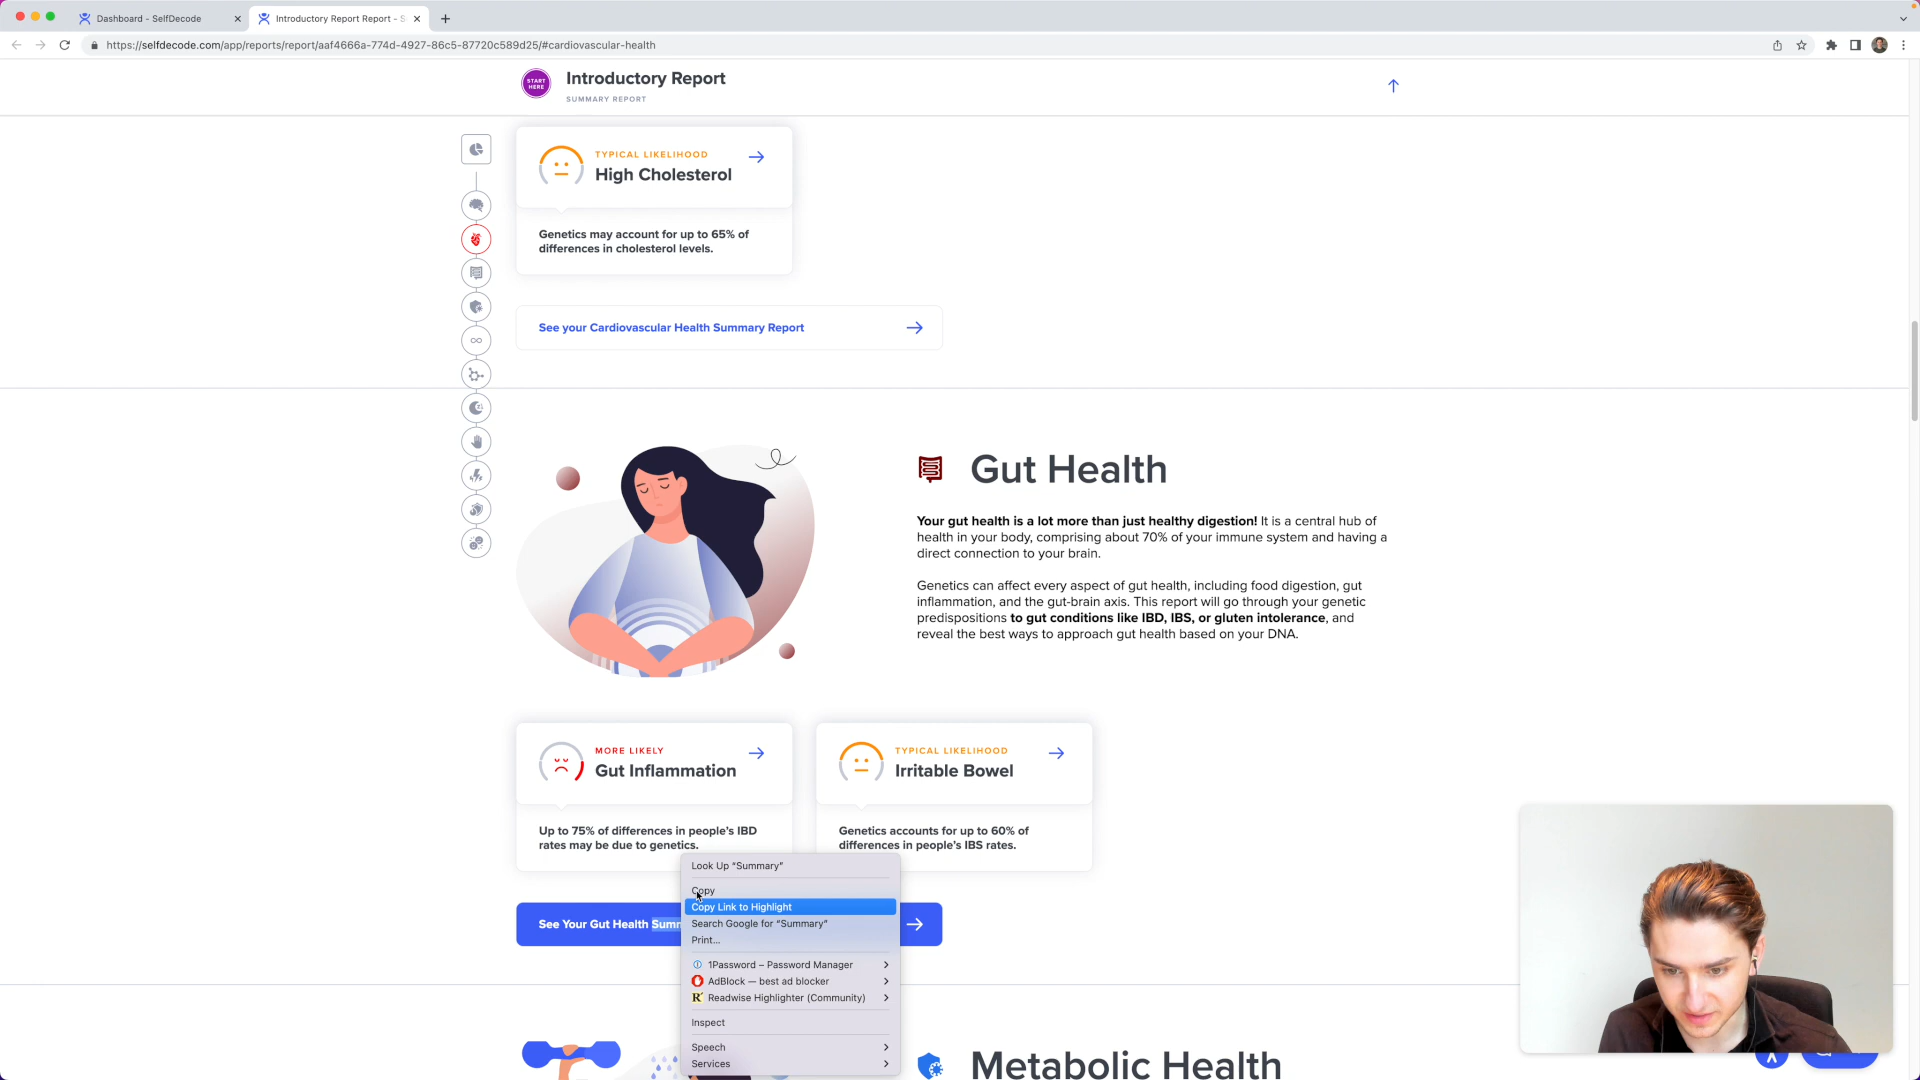 Dashboard - SelfDecode
Introductory Report Report - S
https://selfdecode.com/app/reports/report/aaf4666a-774d-4927-86c5-87720c589d25/#cardiovascular-health
START HERE
Introductory Report
SUMMARY REPORT
TYPICAL LIKELIHOOD
High Cholesterol
Genetics may account for up to 65% of
differences in cholesterol levels.
See your Cardiovascular Health Summary Report
Gut Health
Your gut health is a lot more than just healthy digestion! It is a central hub of
health in your body, comprising about 70% of your immune system and having a
direct connection to your brain.
Genetics can affect every aspect of gut health, including food digestion, gut
inflammation, and the gut-brain axis. This report will go through your genetic
predispositions to gut conditions like IBD, IBS, or gluten intolerance, and
reveal the best ways to approach gut health based on your DNA.
MORE LIKELY
Gut Inflammation
Up to 75% of differences in people's IBD
rates may be due to genetics.
TYPICAL LIKELIHOOD
Irritable Bowel
Genetics accounts for up to 60% of
differences in people's IBS rates.
See Your Gut Health Summ
Look Up “Summary”
Copy
Copy Link to Highlight
Search Google for “Summary”
Print...
1Password – Password Manager
AdBlock — best ad blocker
Readwise Highlighter (Community)
Inspect
Speech
Services
Metabolic Health